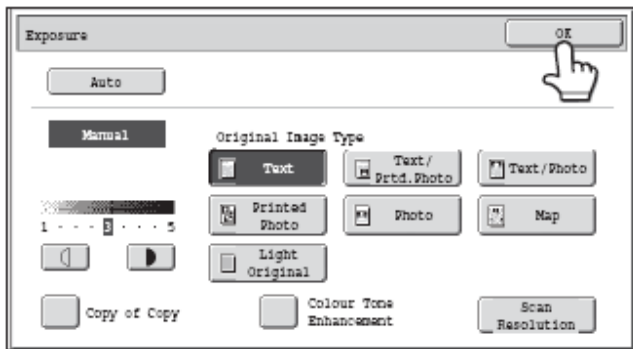 Exposure
OK
Auto
Manual
Original Image Type
Text
Text/
Prtd.Photo
Text/Photo
Printed
Photo
Photo
Map
1 · · · 3 · · · 5
Light
Original
Copy of Copy
Colour Tone
Enhancement
Scan
Resolution